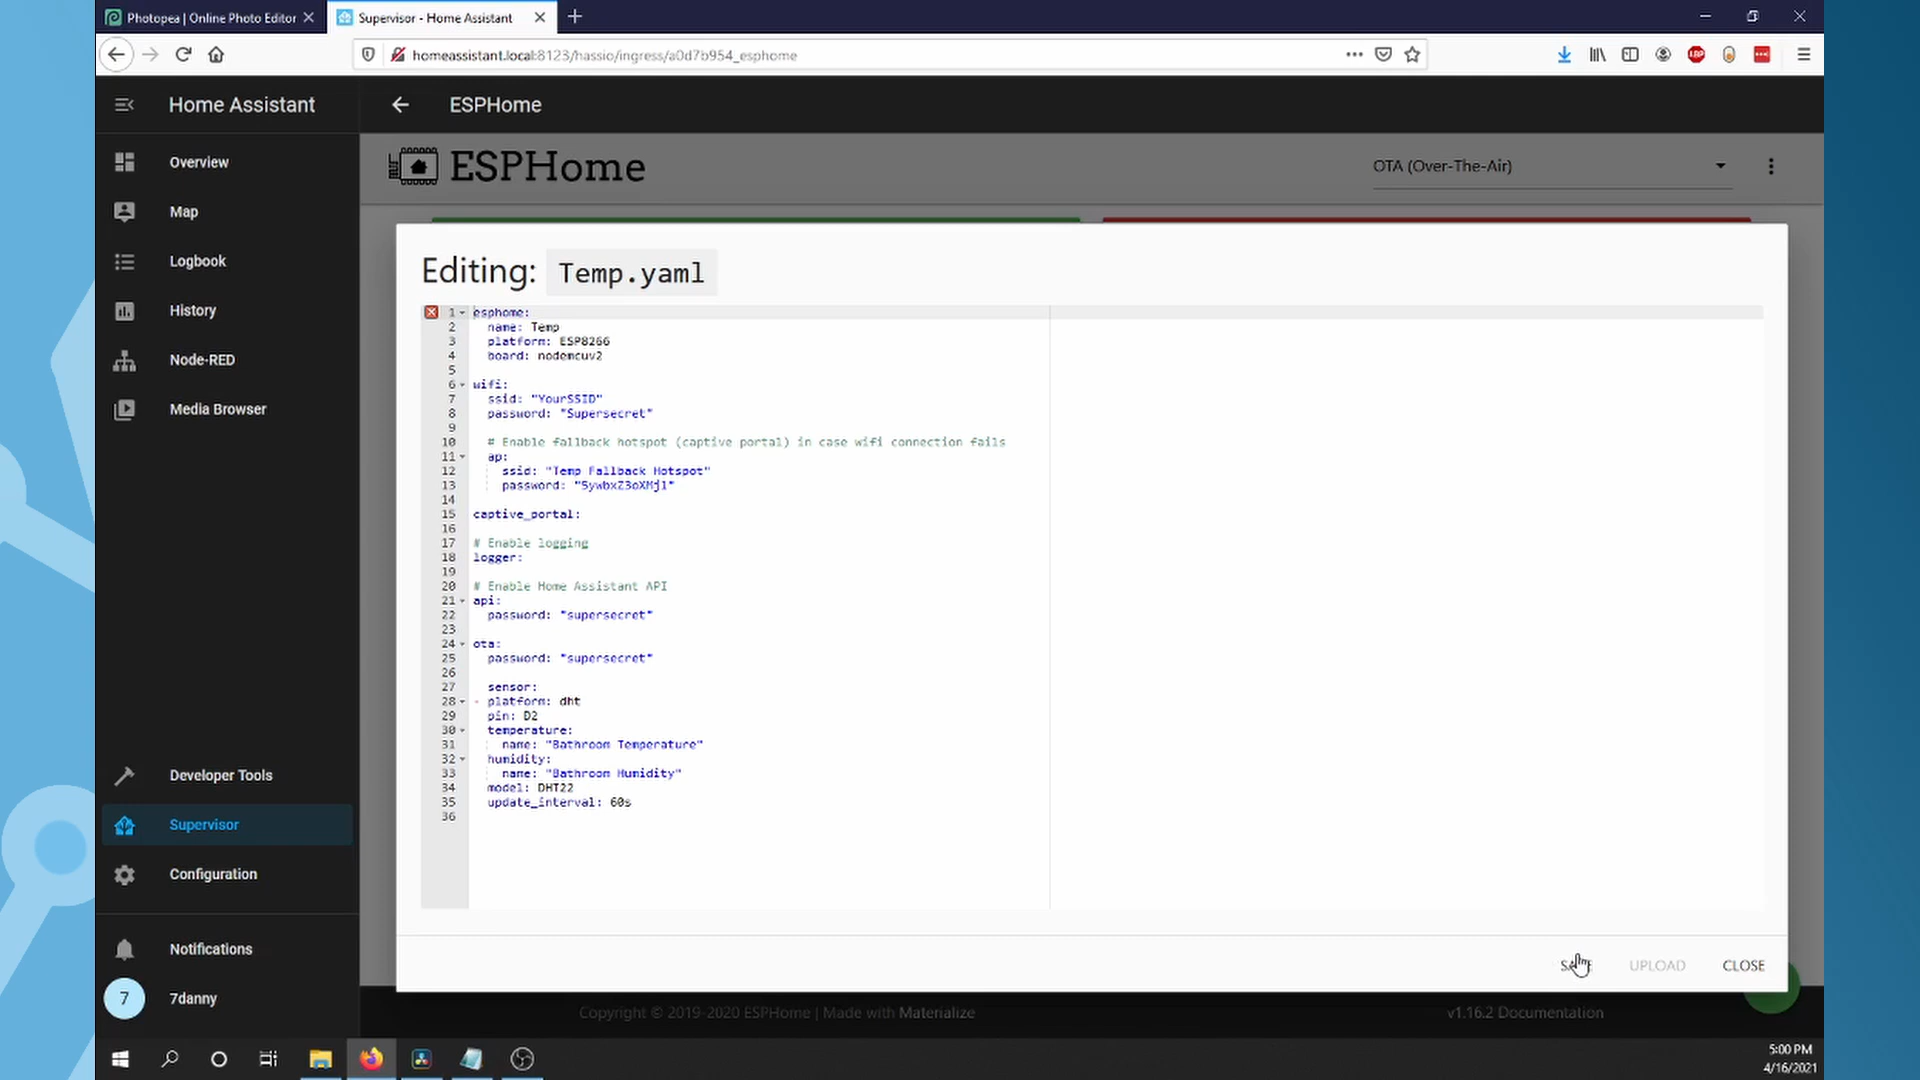 Photopea | Online Photo Editor
Supervisor - Home Assistant
homeassistant.local:8123/hassio/ingress/a0d7b954_esphome
Home Assistant
ESPHome
Overview
Map
Logbook
History
Node-RED
Media Browser
Developer Tools
Supervisor
Configuration
Notifications
7
7danny
ESPHome
OTA (Over-The-Air)
Editing: Temp.yaml
1 esphome:
2 name: Temp
3 platform: ESP8266
4 board: nodemcuv2
5
6 wifi:
7 ssid: "YourSSID"
8 password: "Supersecret"
9
10 # Enable fallback hotspot (captive portal) in case wifi connection fails
11 ap:
12 ssid: "Temp Fallback Hotspot"
13 password: "5ywbxZ3oXMjl"
14
15 captive_portal:
16
17 # Enable logging
18 logger:
19
20 # Enable Home Assistant API
21 api:
22 password: "supersecret"
23
24 ota:
25 password: "supersecret"
26
27 sensor:
28 - platform: dht
29 pin: D2
30 temperature:
31 name: "Bathroom Temperature"
32 humidity:
33 name: "Bathroom Humidity"
34 model: DHT22
35 update_interval: 60s
36
UPLOAD
CLOSE
Copyright © 2019-2020 ESPHome | Made with Materialize
v1.16.2 Documentation
5:00 PM
4/16/2021